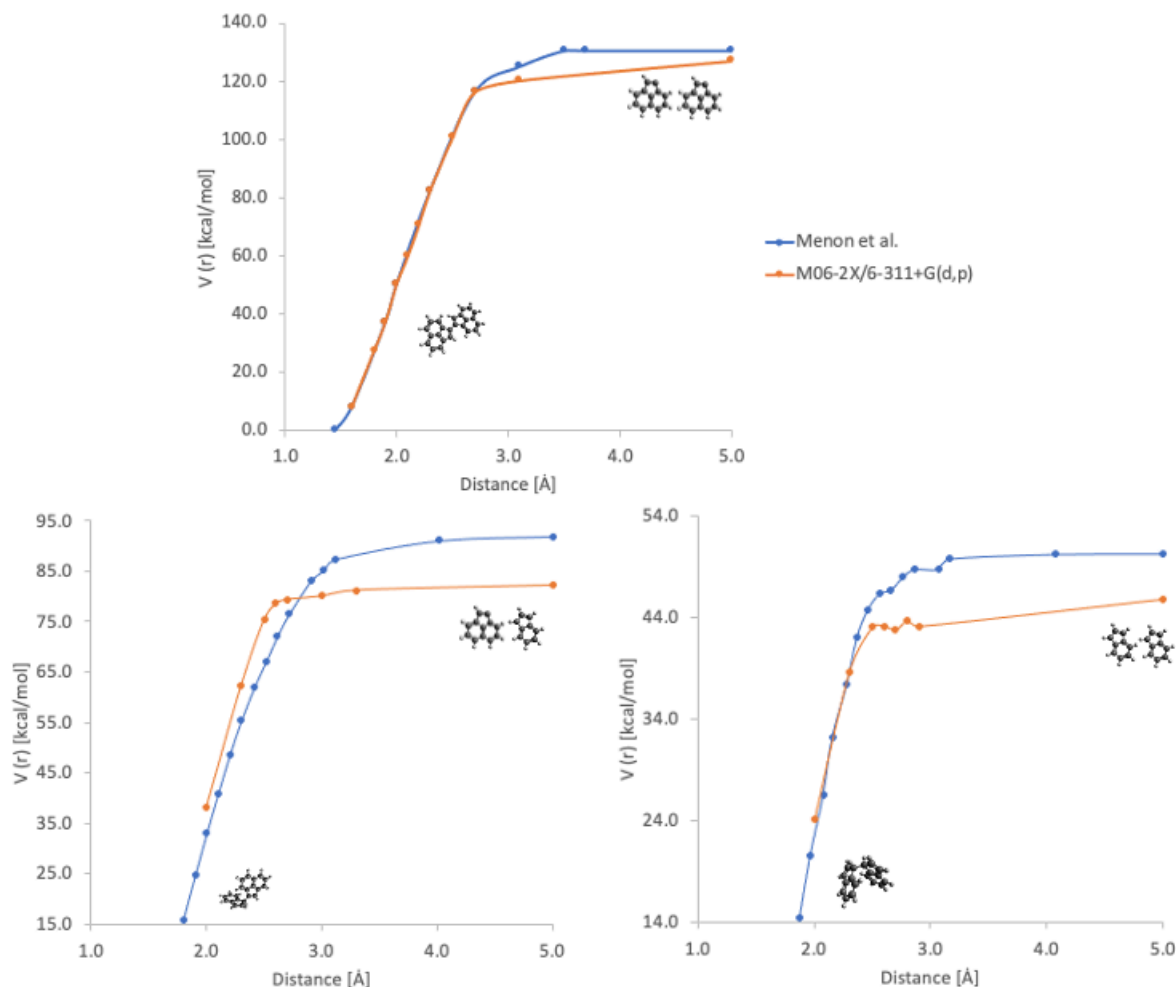 140.0
120.0
100.0
80.0
60.0
40.0
20.0
0.0
V (r) [kcal/mol]
1.0 2.0 3.0 4.0 5.0
Distance [Å]
Menon et al.
M06-2X/6-311+G(d,p)
95.0
85.0
75.0
65.0
55.0
45.0
35.0
25.0
15.0
V (r) [kcal/mol]
1.0 2.0 3.0 4.0 5.0
Distance [Å]
54.0
44.0
34.0
24.0
14.0
V (r) [kcal/mol]
1.0 2.0 3.0 4.0 5.0
Distance [Å]